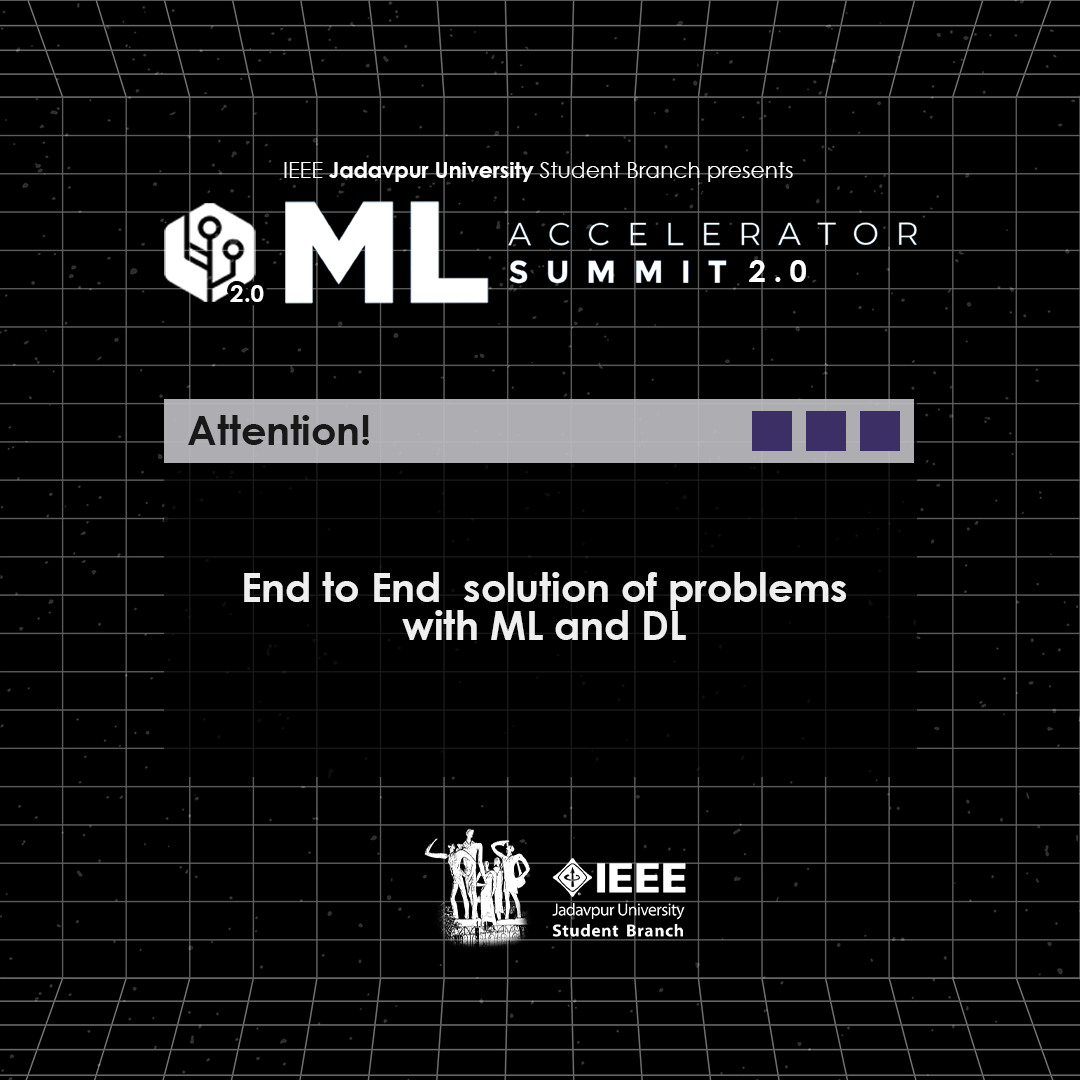 IEEE Jadavpur University Student Branch presents
2.0
ML
ACCELERATOR
SUMMIT 2.0
Attention!
End to End  solution of problems
with ML and DL
IEEE
Jadavpur University
Student Branch